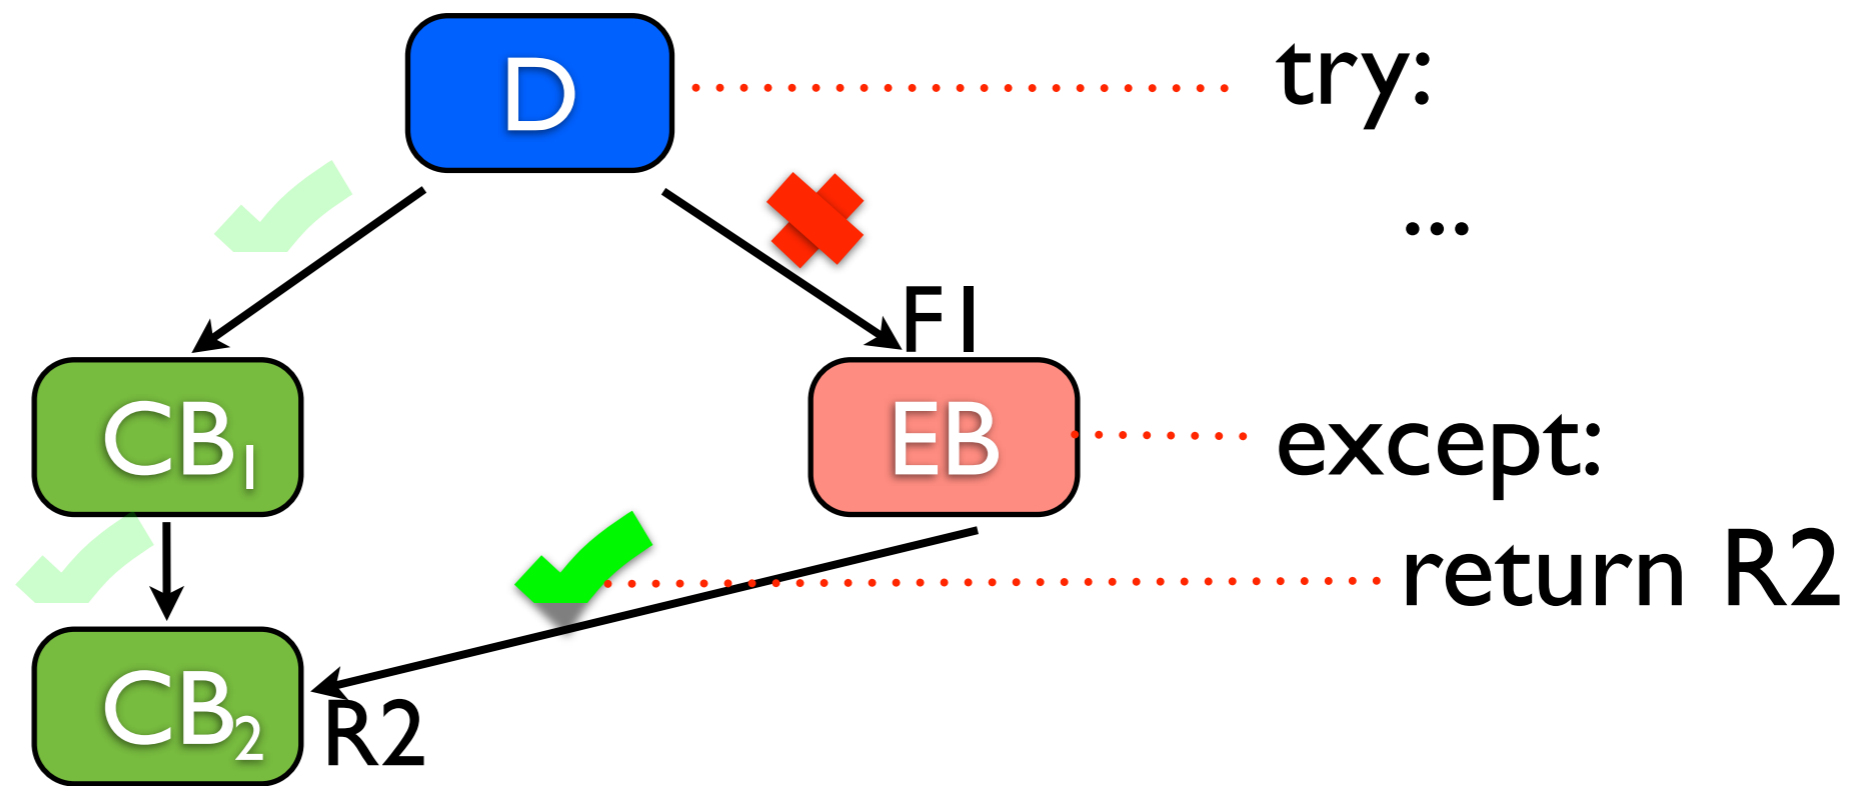 D
try:
...
F1
CB₁
EB
except:
return R2
CB₂
R2